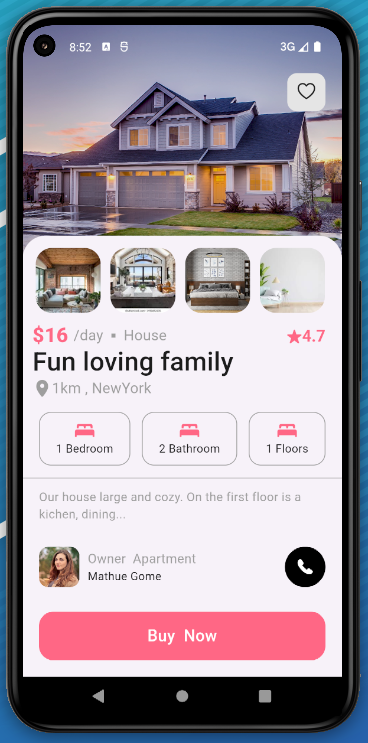 8:52 3G
$16 /day • House ★4.7
Fun loving family
1km , NewYork
1 Bedroom 2 Bathroom 1 Floors
Our house large and cozy. On the first floor is a
kichen, dining...
Owner Apartment
Mathue Gome
Buy Now